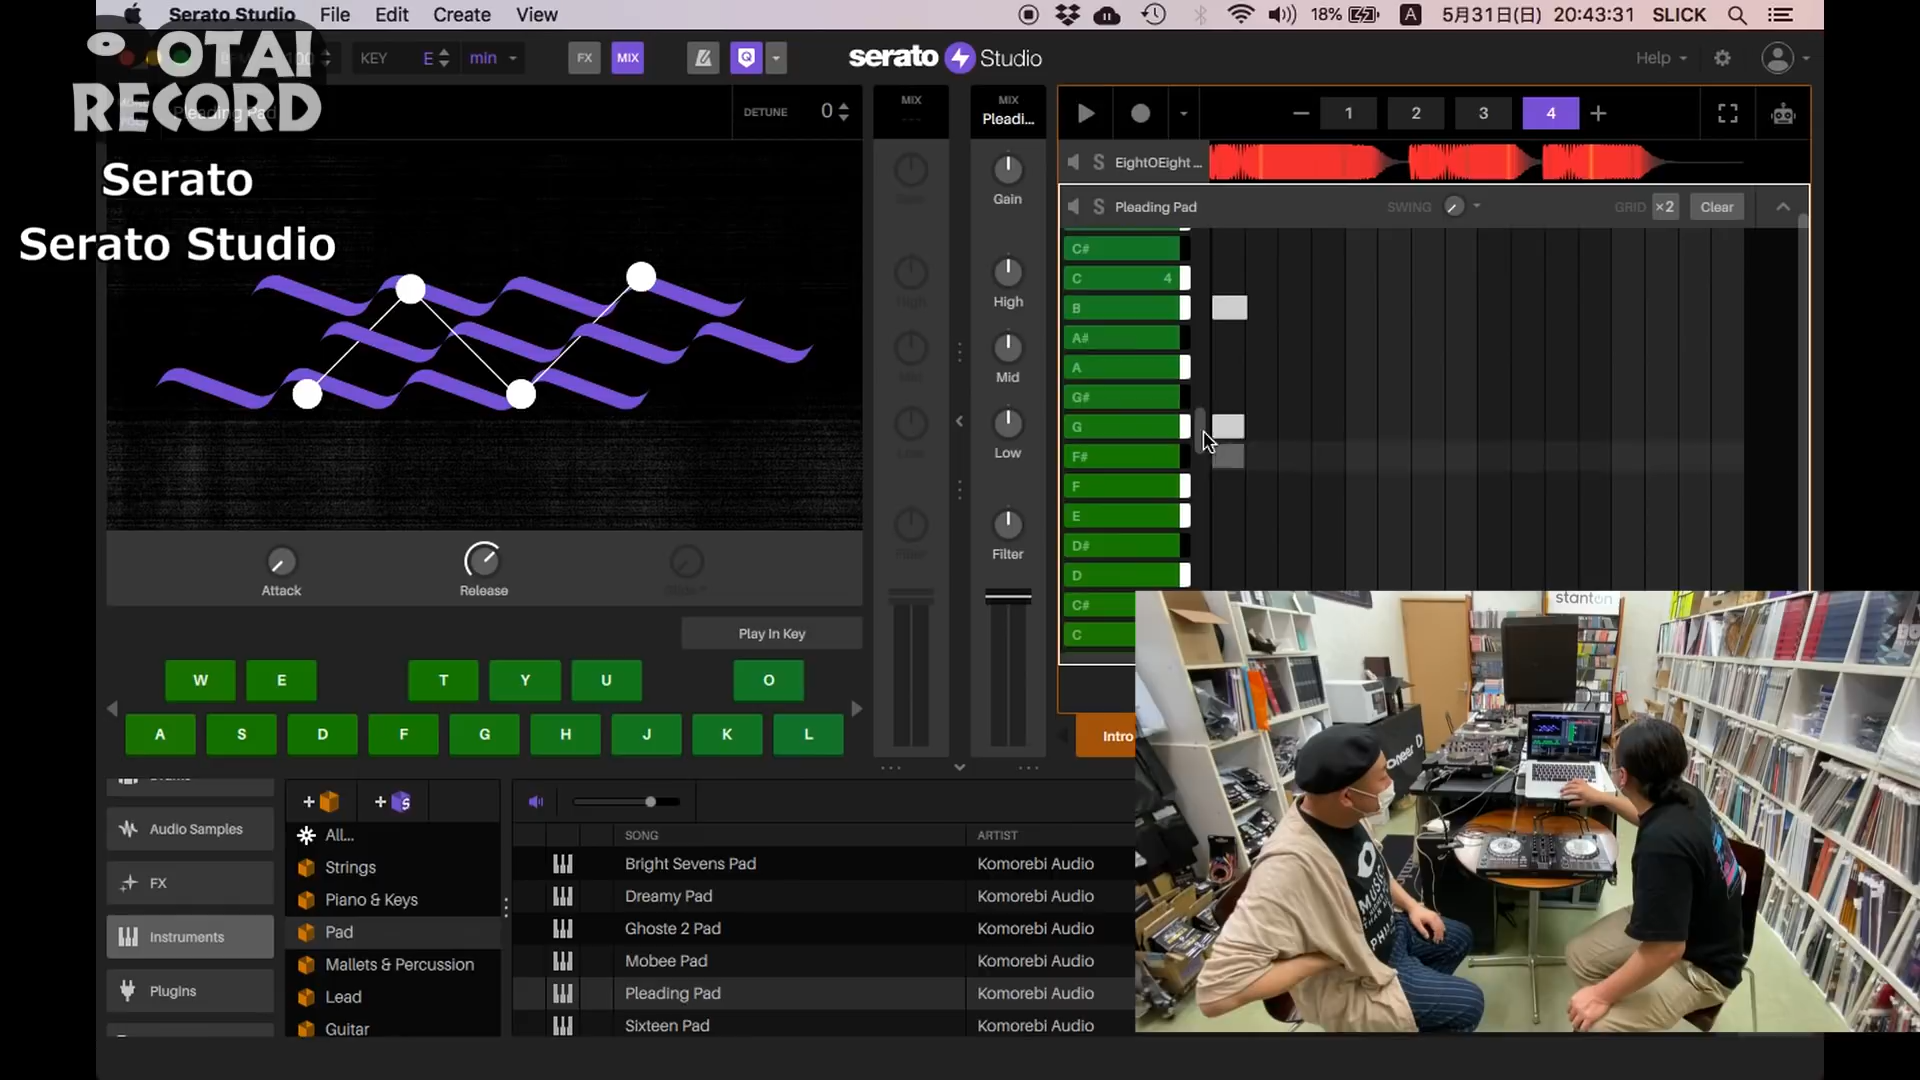 Serato Studio File Edit Create View 18% A 5月31日(日) 20:43:31 SLICK
OTAI
RECORD
Serato
Serato Studio
KEY E min FX MIX Q serato Studio Help
Pleading Pad DETUNE 0
MIX
---
MIX
Pleadi...
1 2 3 4
S EightOEight ...
S Pleading Pad SWING GRID ×2 Clear
Gain
High
Mid
Low
Filter
C#
C 4
B
A#
A
G#
G
F#
F
E
D#
D
C#
C
Attack
Release
Play In Key
W E T Y U O
A S D F G H J K L
Intro
Audio Samples
FX
Instruments
Plugins
+ + S
All...
Strings
Piano & Keys
Pad
Mallets & Percussion
Lead
Guitar
SONG ARTIST
Bright Sevens Pad Komorebi Audio
Dreamy Pad Komorebi Audio
Ghoste 2 Pad Komorebi Audio
Mobee Pad Komorebi Audio
Pleading Pad Komorebi Audio
Sixteen Pad Komorebi Audio
stanton
Pioneer D
MUSIC